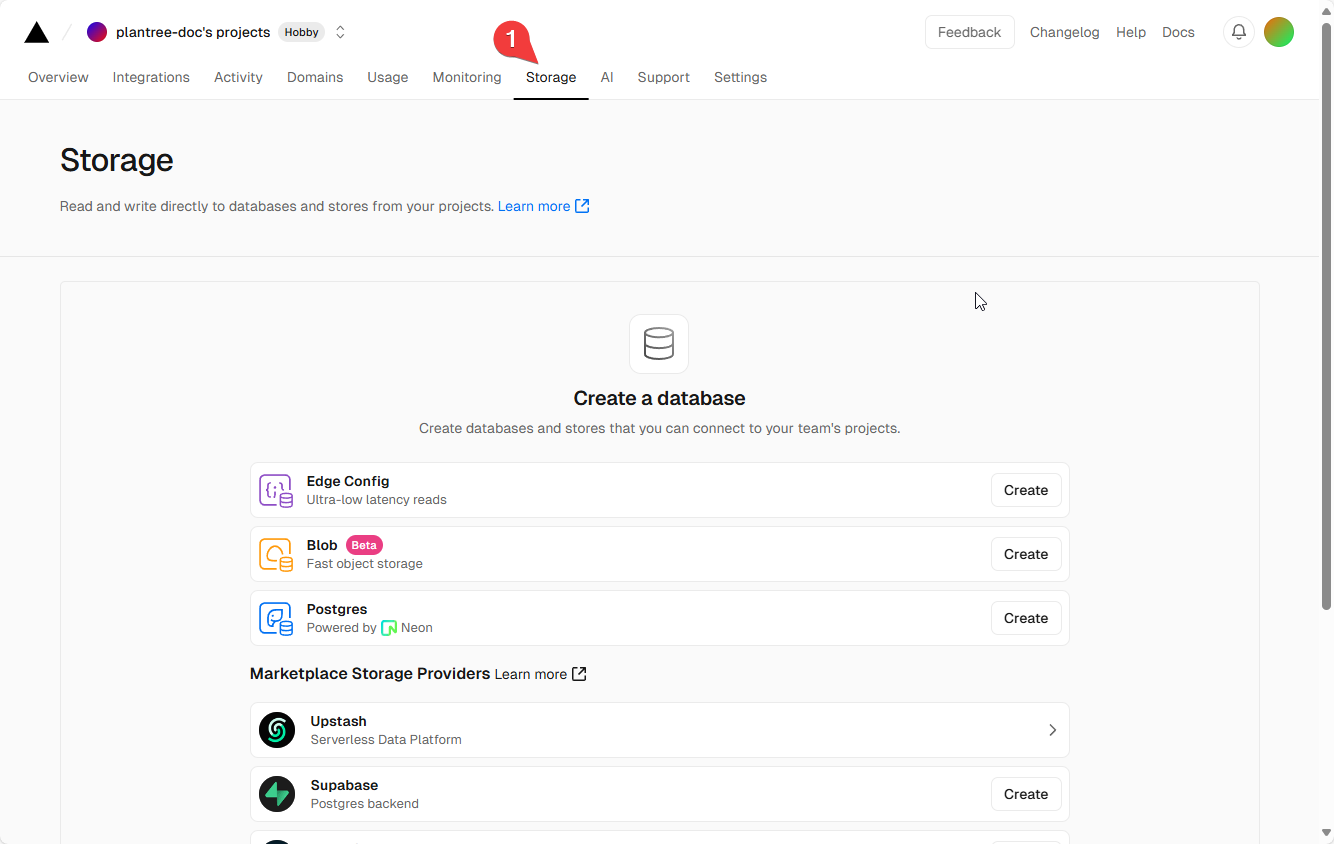 plantree-doc's projects Hobby
Feedback Changelog Help Docs
1
Overview Integrations Activity Domains Usage Monitoring Storage AI Support Settings
Storage
Read and write directly to databases and stores from your projects. Learn more
Create a database
Create databases and stores that you can connect to your team's projects.
Edge Config
Ultra-low latency reads
Create
Blob Beta
Fast object storage
Create
Postgres
Powered by Neon
Create
Marketplace Storage Providers Learn more
Upstash
Serverless Data Platform
Supabase
Postgres backend
Create